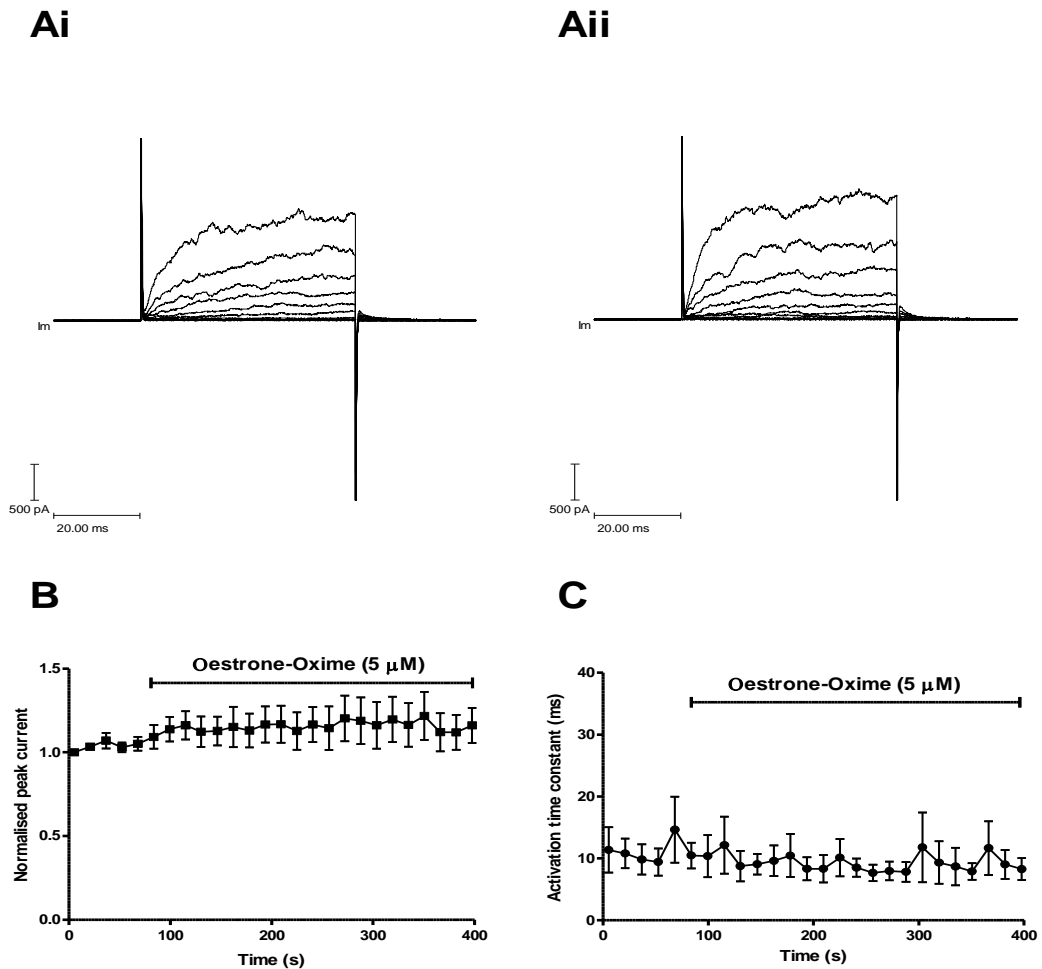 Ai
Aii
Im
Im
500 pA
20.00 ms
500 pA
20.00 ms
B
Oestrone-Oxime (5 μM)
Normalised peak current
1.5
1.0
0.5
0.0
0
100
200
300
400
Time (s)
C
Oestrone-Oxime (5 μM)
Activation time constant (ms)
40
30
20
10
0
0
100
200
300
400
Time (s)